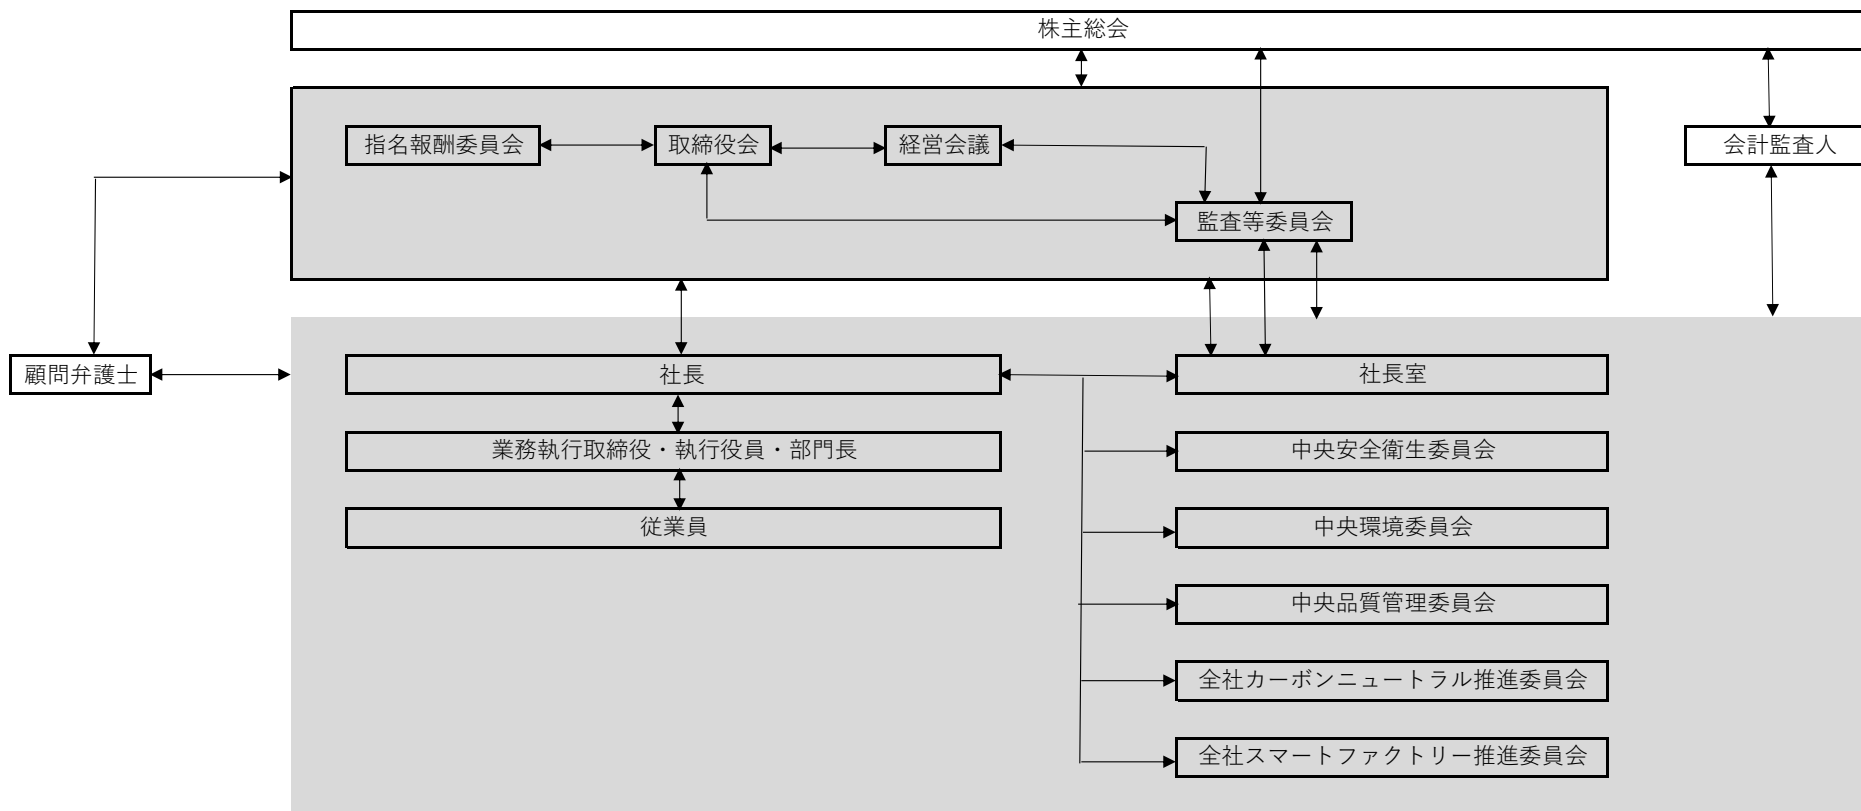 株主総会
指名報酬委員会
取締役会
経営会議
会計監査人
監査等委員会
顧問弁護士
社長
社長室
業務執行取締役・執行役員・部門長
中央安全衛生委員会
従業員
中央環境委員会
中央品質管理委員会
全社カーボンニュートラル推進委員会
全社スマートファクトリー推進委員会